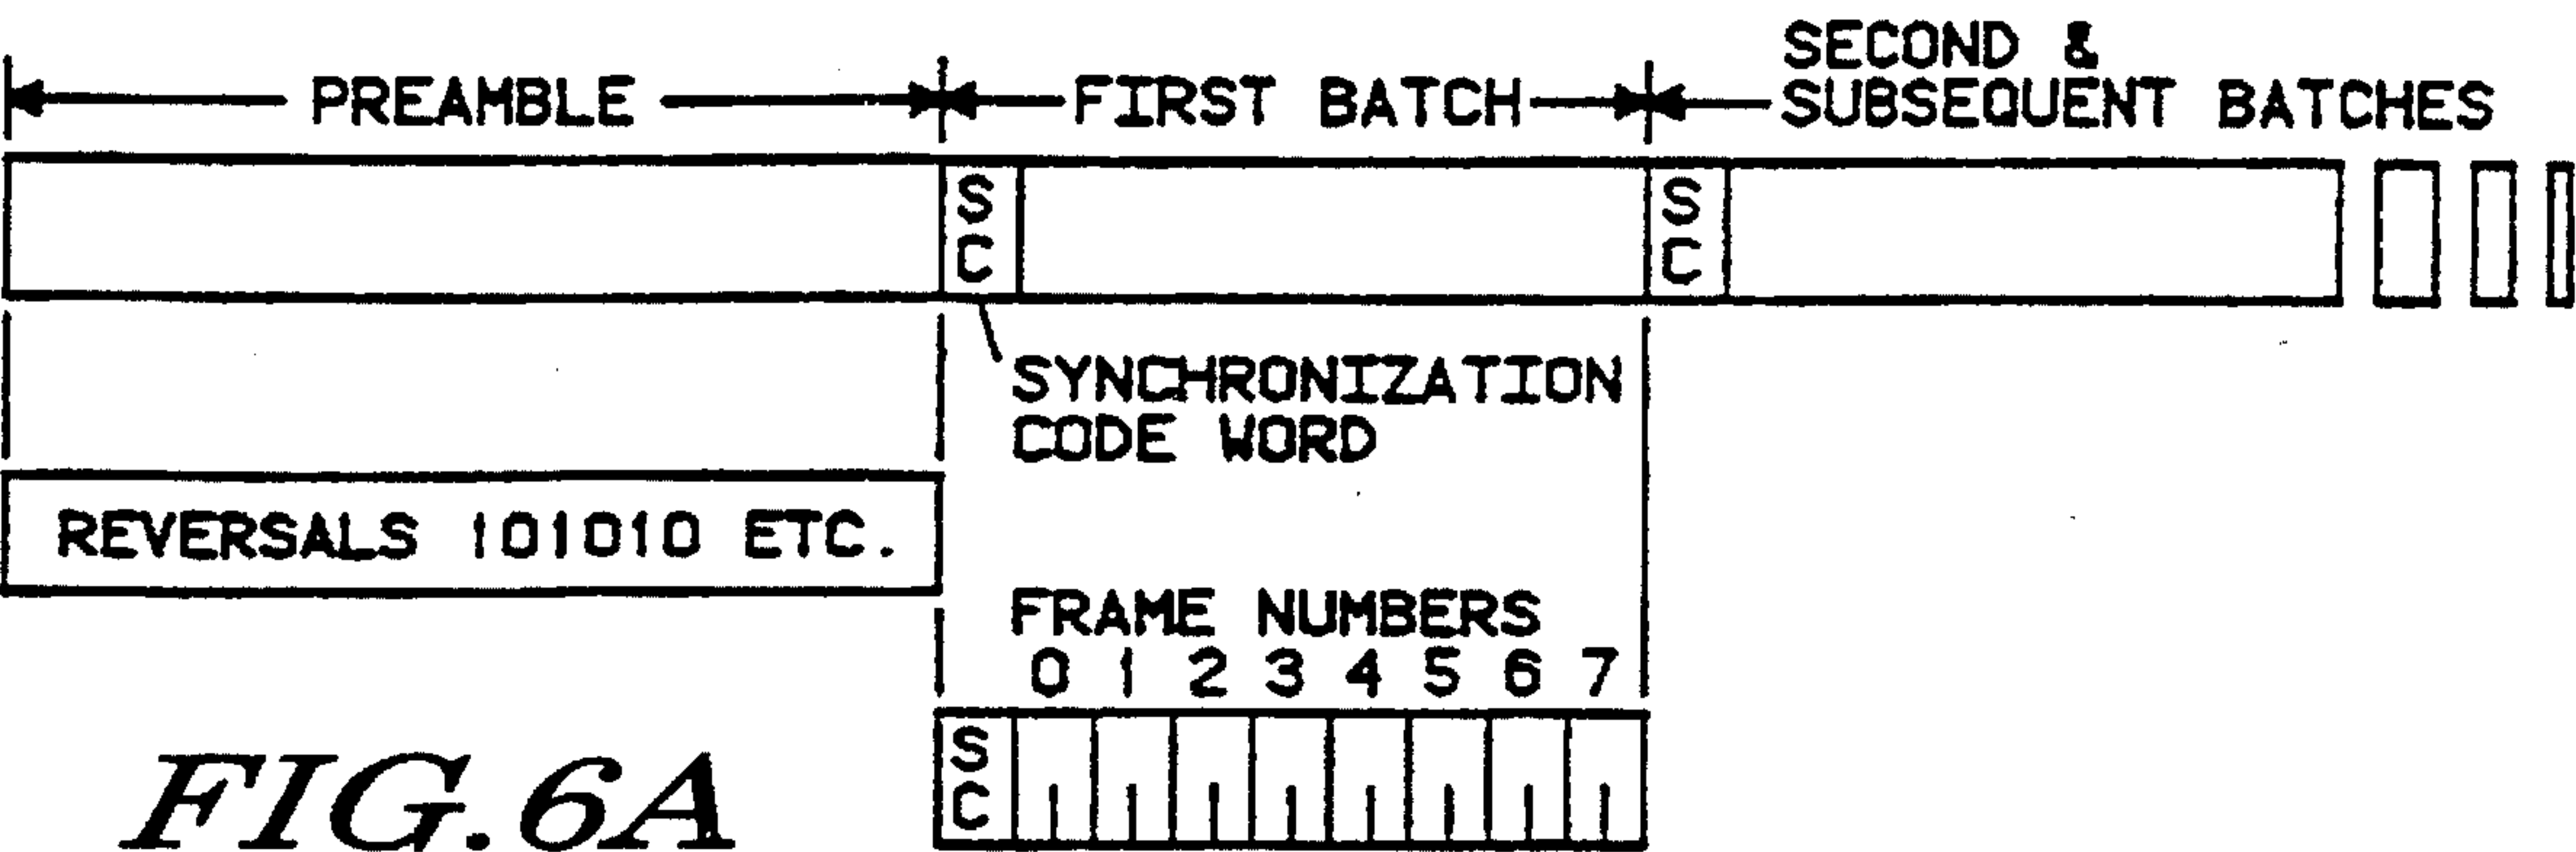 PREAMBLE
FIRST BATCH
SECOND &
SUBSEQUENT BATCHES
S
C
S
C
SYNCHRONIZATION
CODE WORD
REVERSALS 101010 ETC.
FRAME NUMBERS
0 1 2 3 4 5 6 7
S
C
FIG.6A